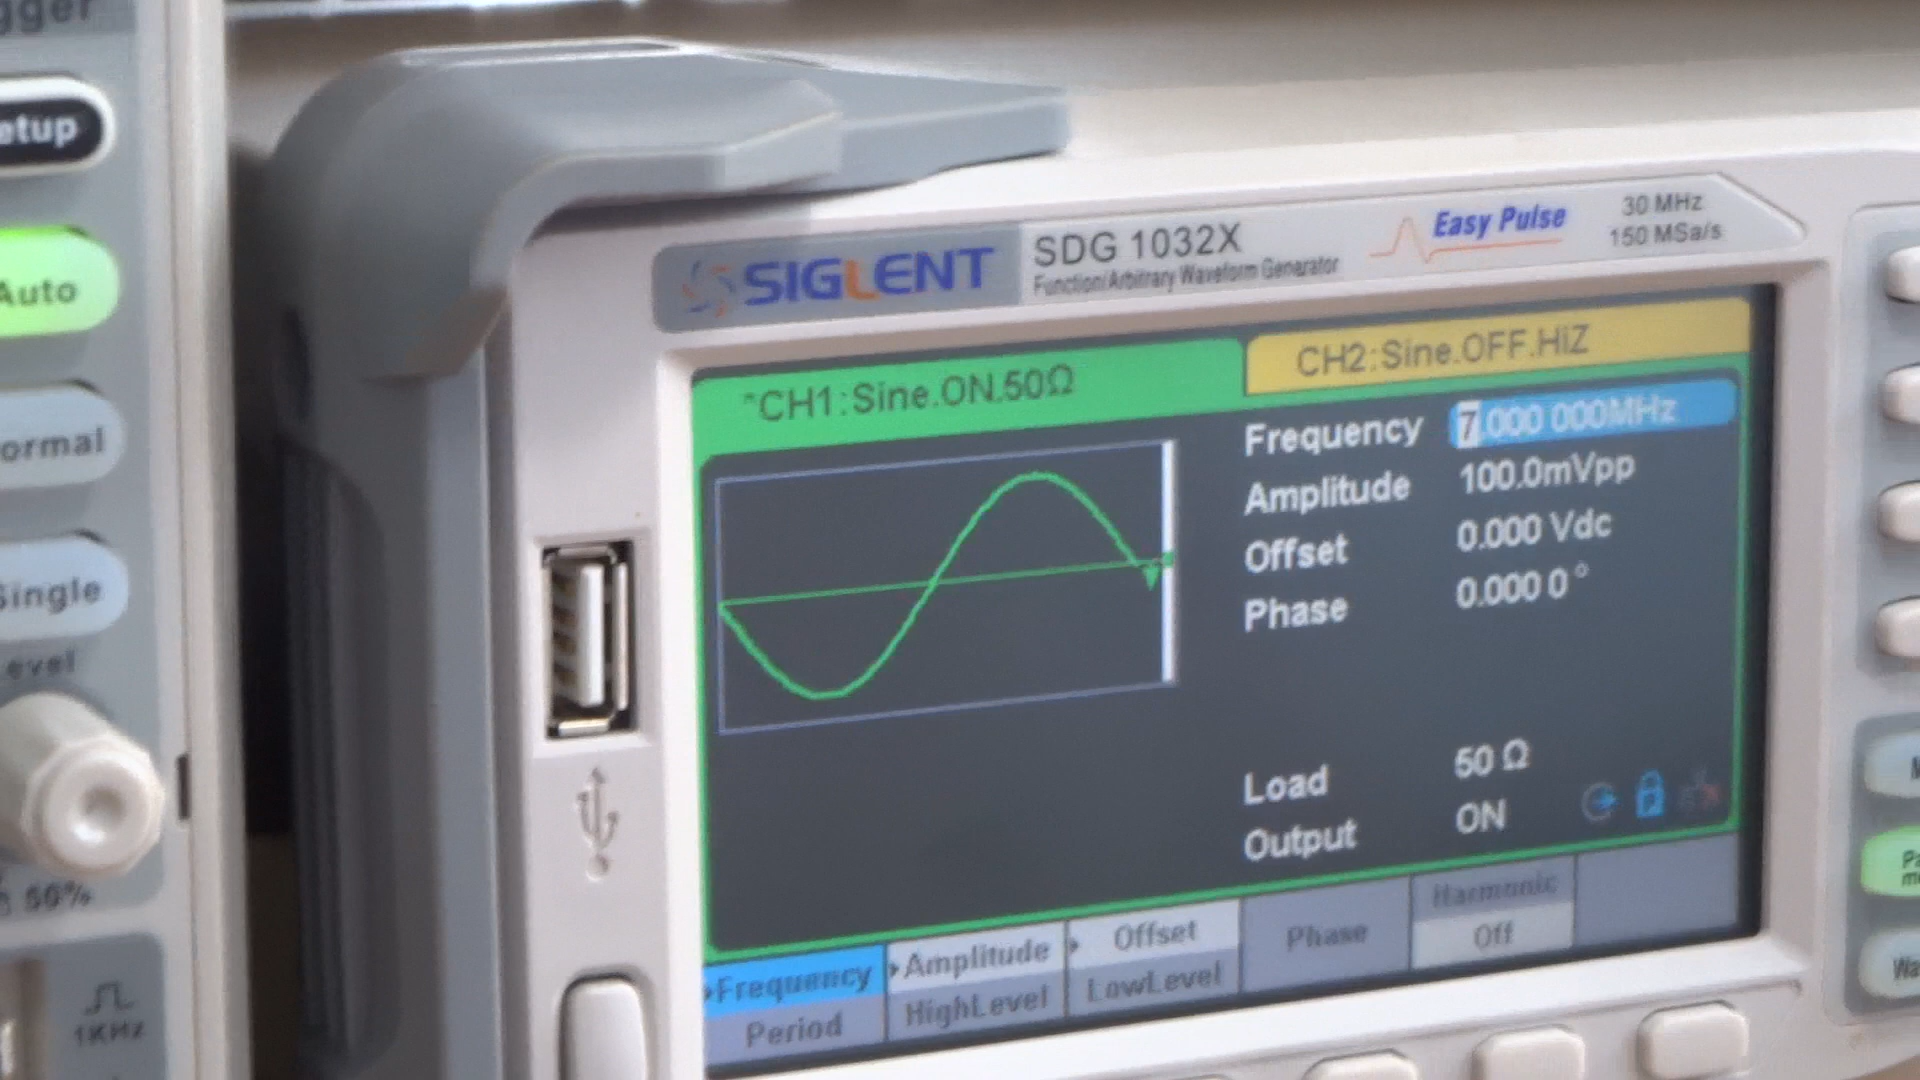 etup
Auto
ormal
Single
evel
50%
1KHz
SIGLENT
SDG 1032X
Function/Arbitrary Waveform Generator
Easy Pulse
30 MHz
150 MSa/s
CH1:Sine.ON.50Ω
CH2:Sine.OFF.HiZ
Frequency 7.000 000MHz
Amplitude 100.0mVpp
Offset 0.000 Vdc
Phase 0.000 0°
Load 50 Ω
Output ON
Frequency
Period
Amplitude
HighLevel
Offset
LowLevel
Phase
Harmonic
Off